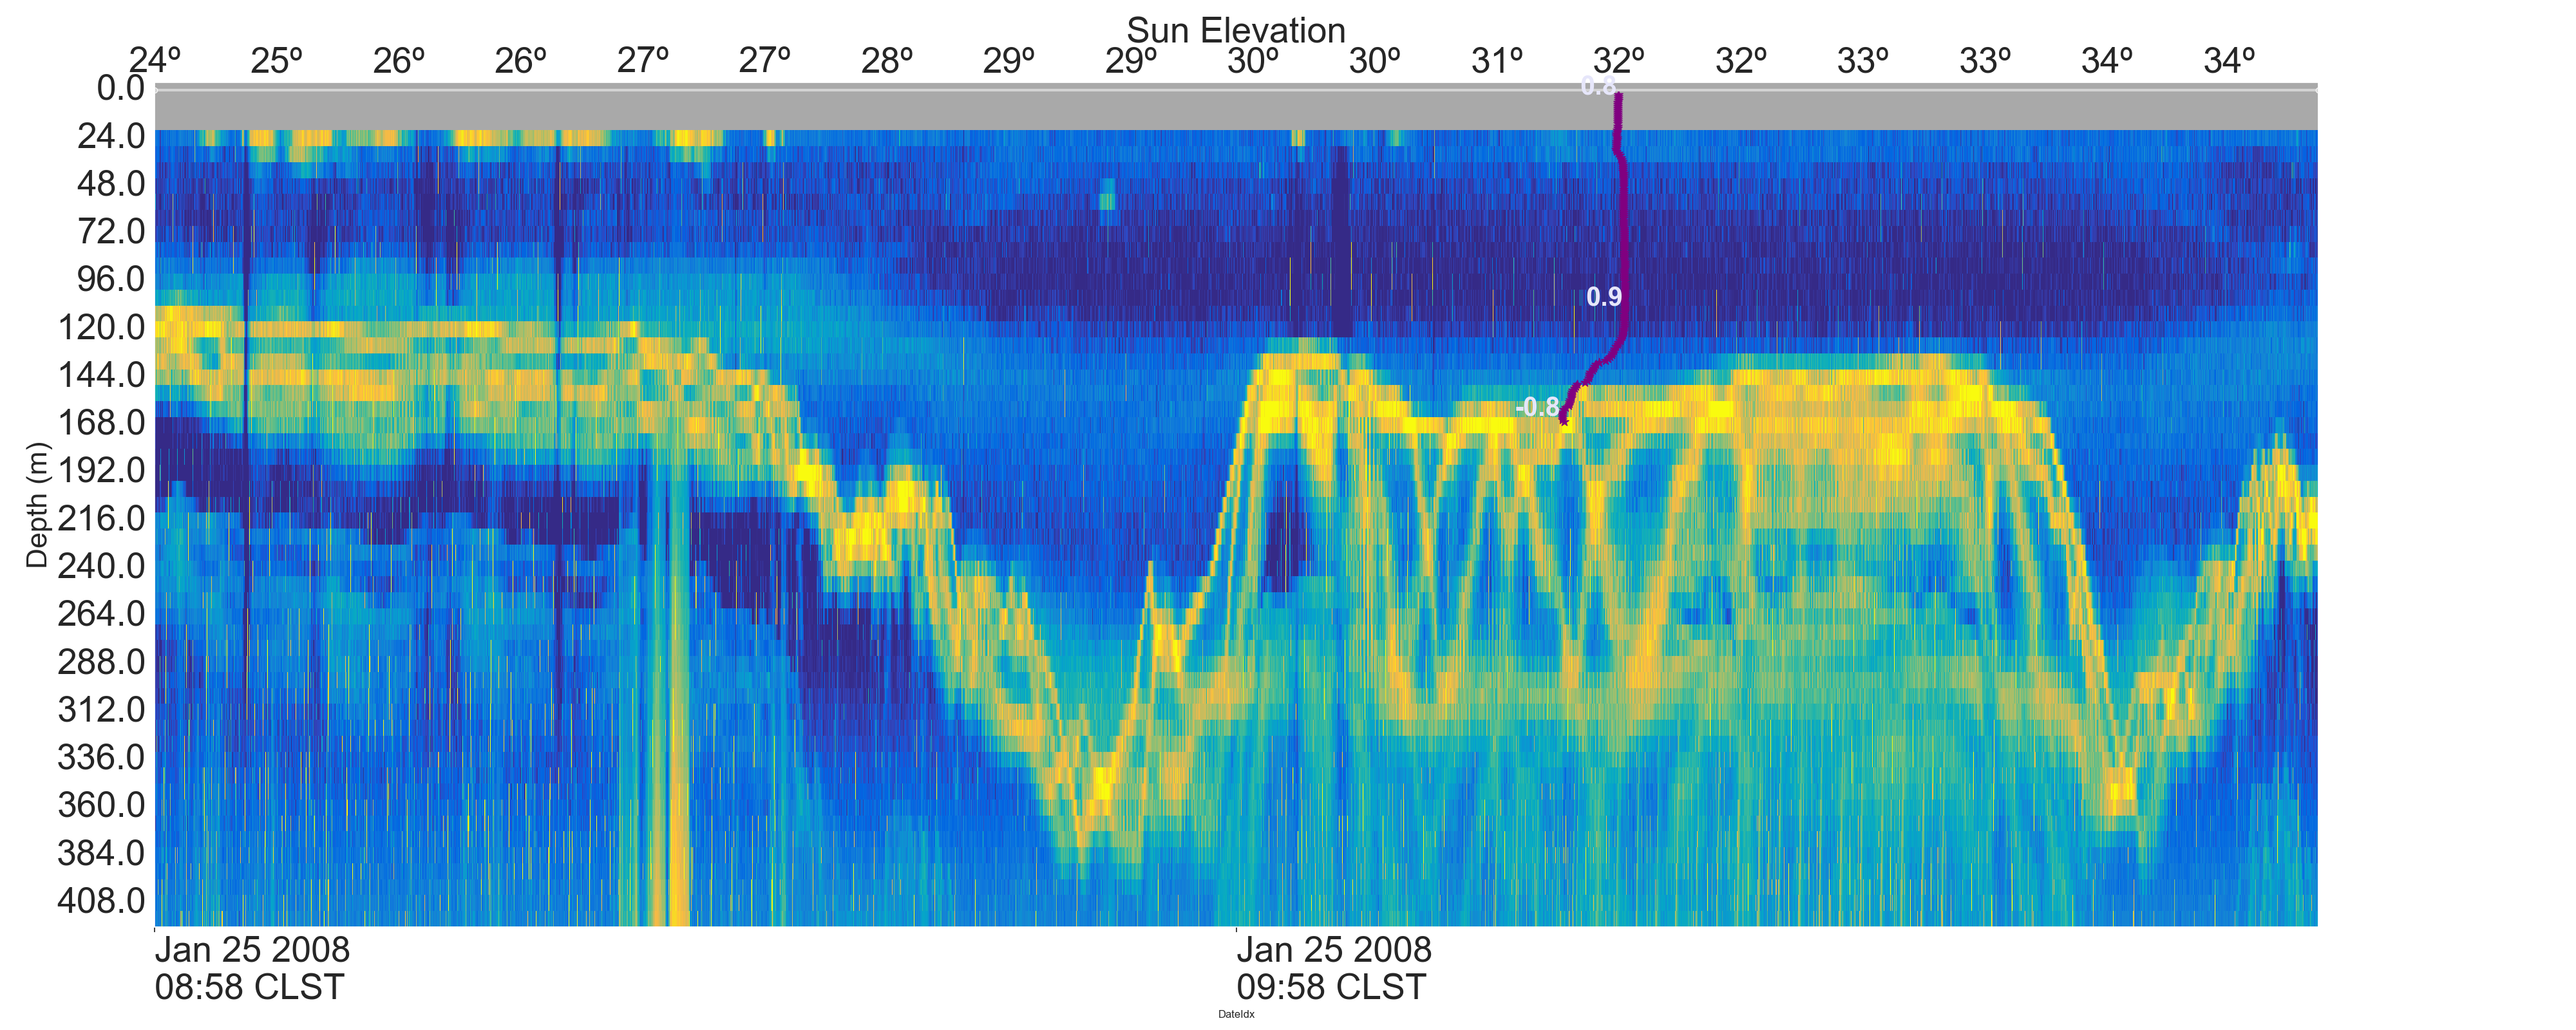 Sun Elevation
24º 25º 26º 26º 27º 27º 28º 29º 29º 30º 30º 31º 32º 32º 33º 33º 34º 34º
0.0
24.0
48.0
72.0
96.0
120.0
144.0
168.0
192.0
216.0
240.0
264.0
288.0
312.0
336.0
360.0
384.0
408.0
Depth (m)
0.8
0.9
-0.8
Jan 25 2008
08:58 CLST
Jan 25 2008
09:58 CLST
DateIdx